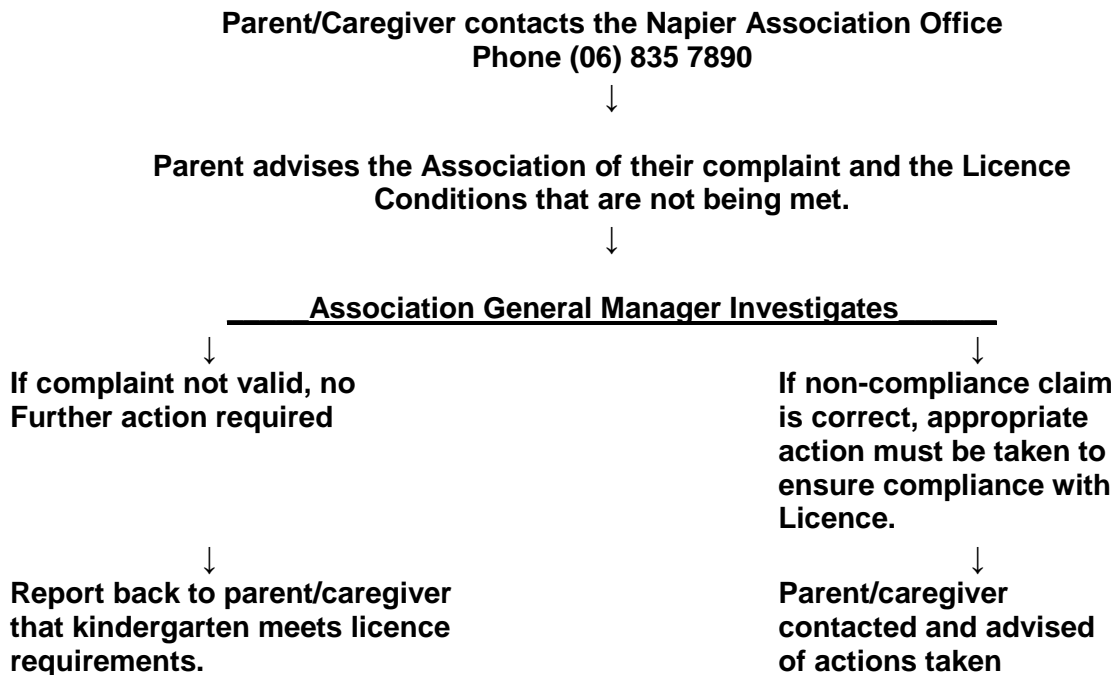 Parent/Caregiver contacts the Napier Association Office
Phone (06) 835 7890
↓
Parent advises the Association of their complaint and the Licence
Conditions that are not being met.
↓
Association General Manager Investigates
↓
If complaint not valid, no
Further action required
↓
Report back to parent/caregiver
that kindergarten meets licence
requirements.
↓
If non-compliance claim
is correct, appropriate
action must be taken to
ensure compliance with
Licence.
↓
Parent/caregiver
contacted and advised
of actions taken